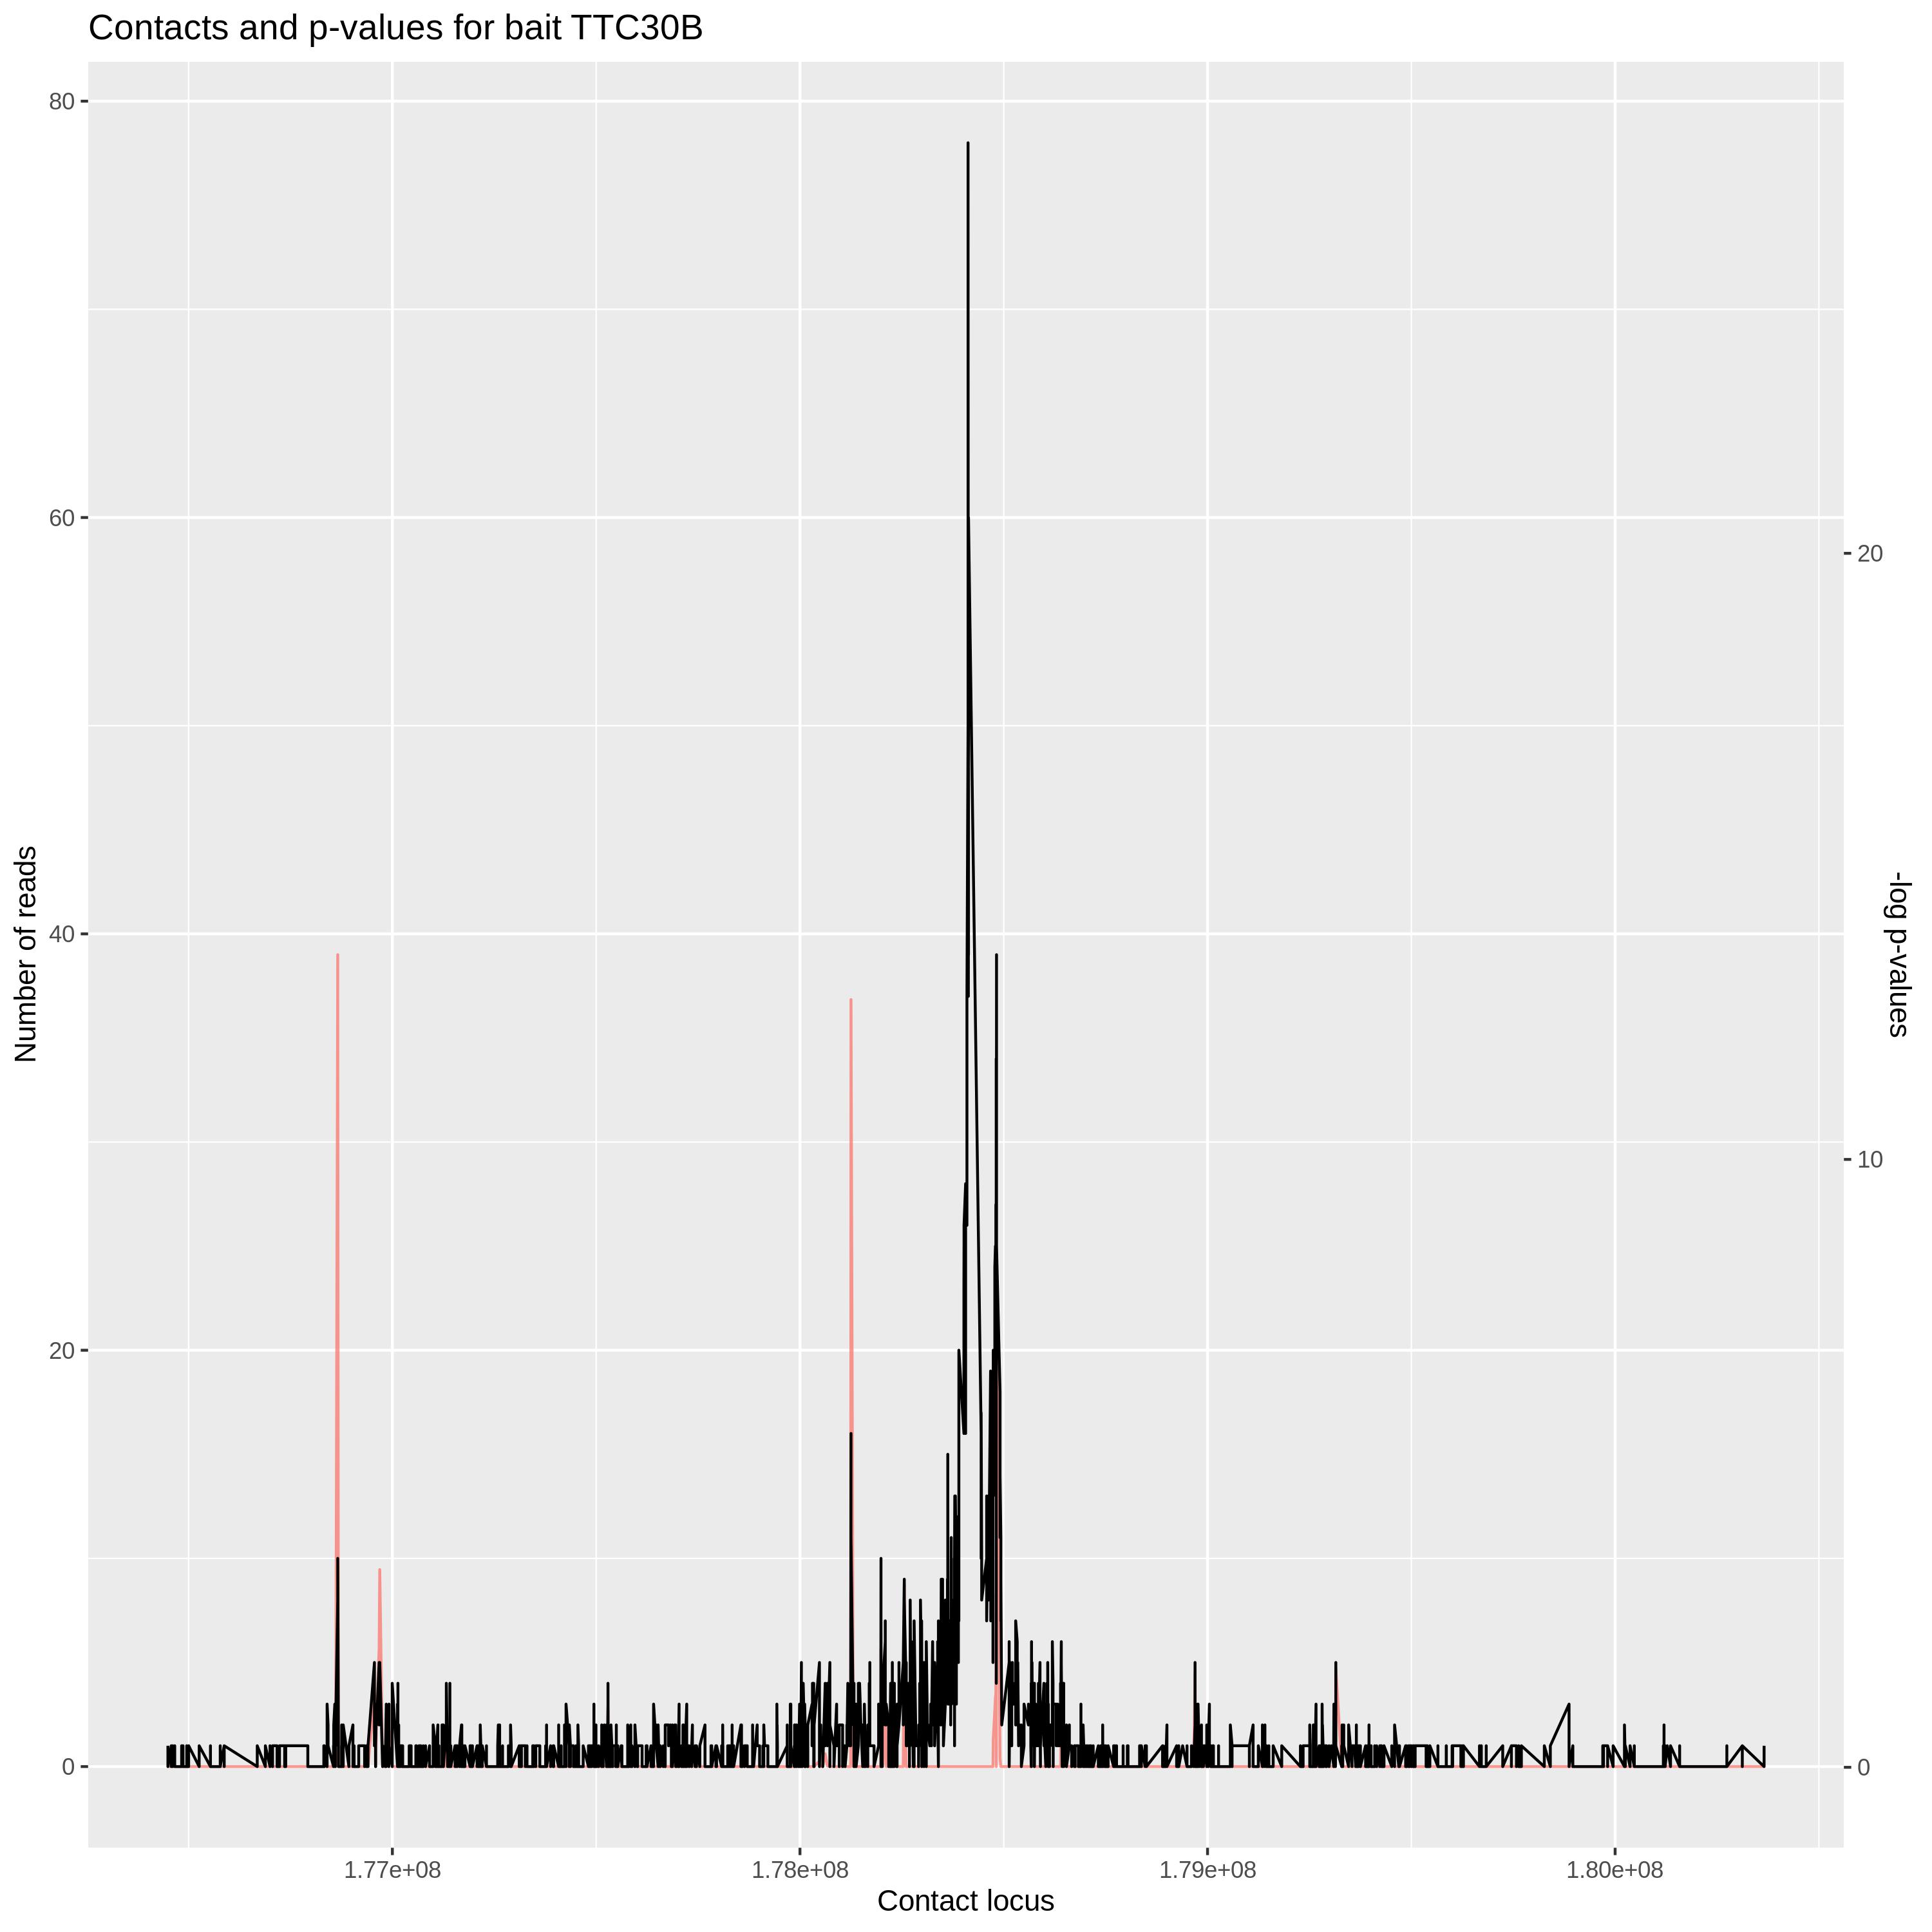 Contacts and p-values for bait TTC30B
80
60
40
20
0
Number of reads
20
10
0
-log p-values
1.77e+08
1.78e+08
1.79e+08
1.80e+08
Contact locus